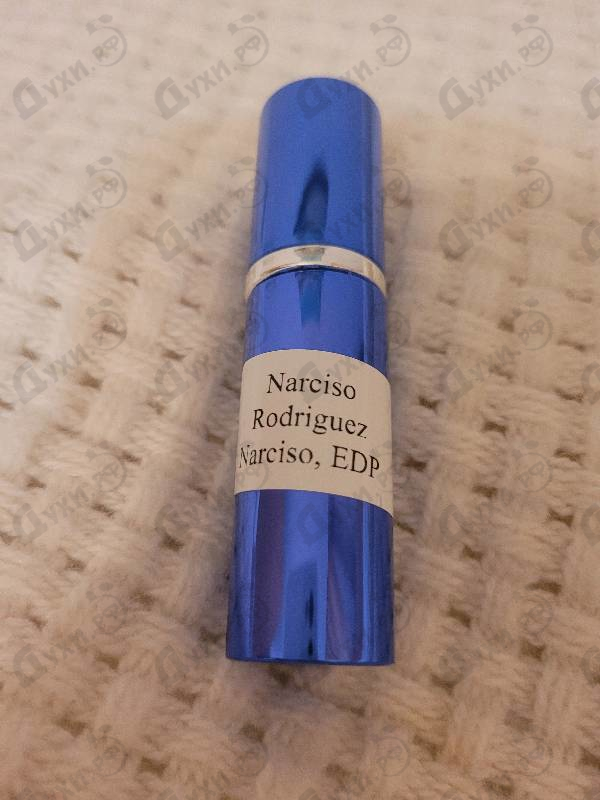 Narciso
Rodriguez
Narciso, EDP
Духи.РФ